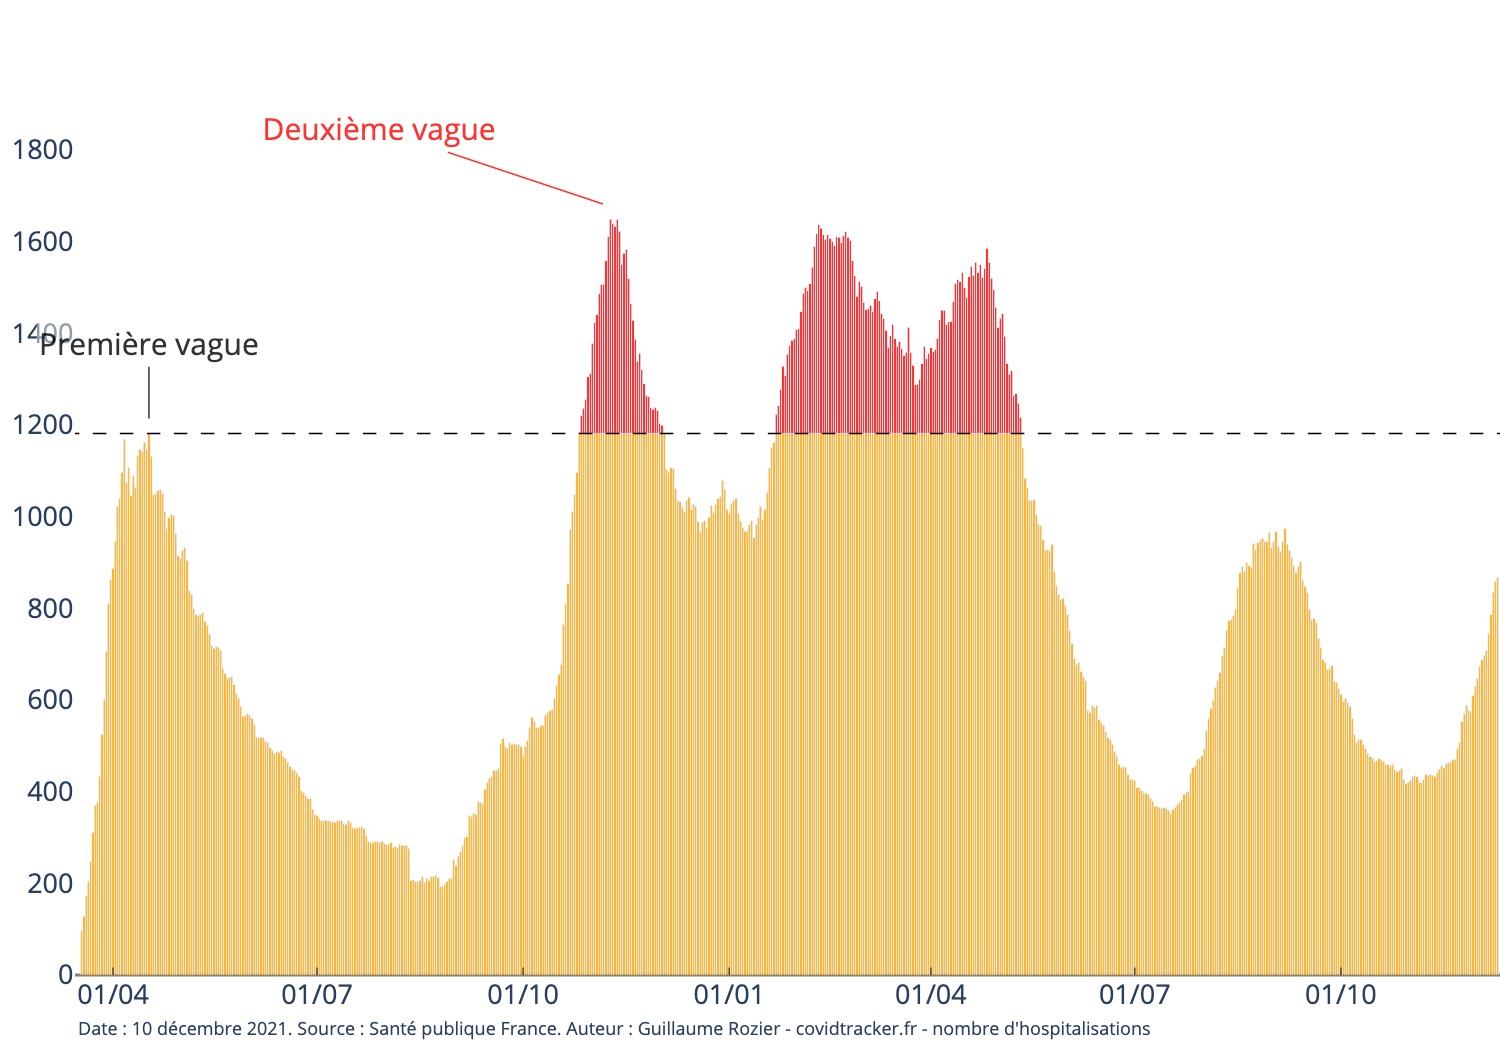 Deuxième vague
1800
1600
1400
Première vague
1200
1000
800
600
400
200
0
01/04 01/07 01/10 01/01 01/04 01/07 01/10
Date : 10 décembre 2021. Source : Santé publique France. Auteur : Guillaume Rozier - covidtracker.fr - nombre d'hospitalisations